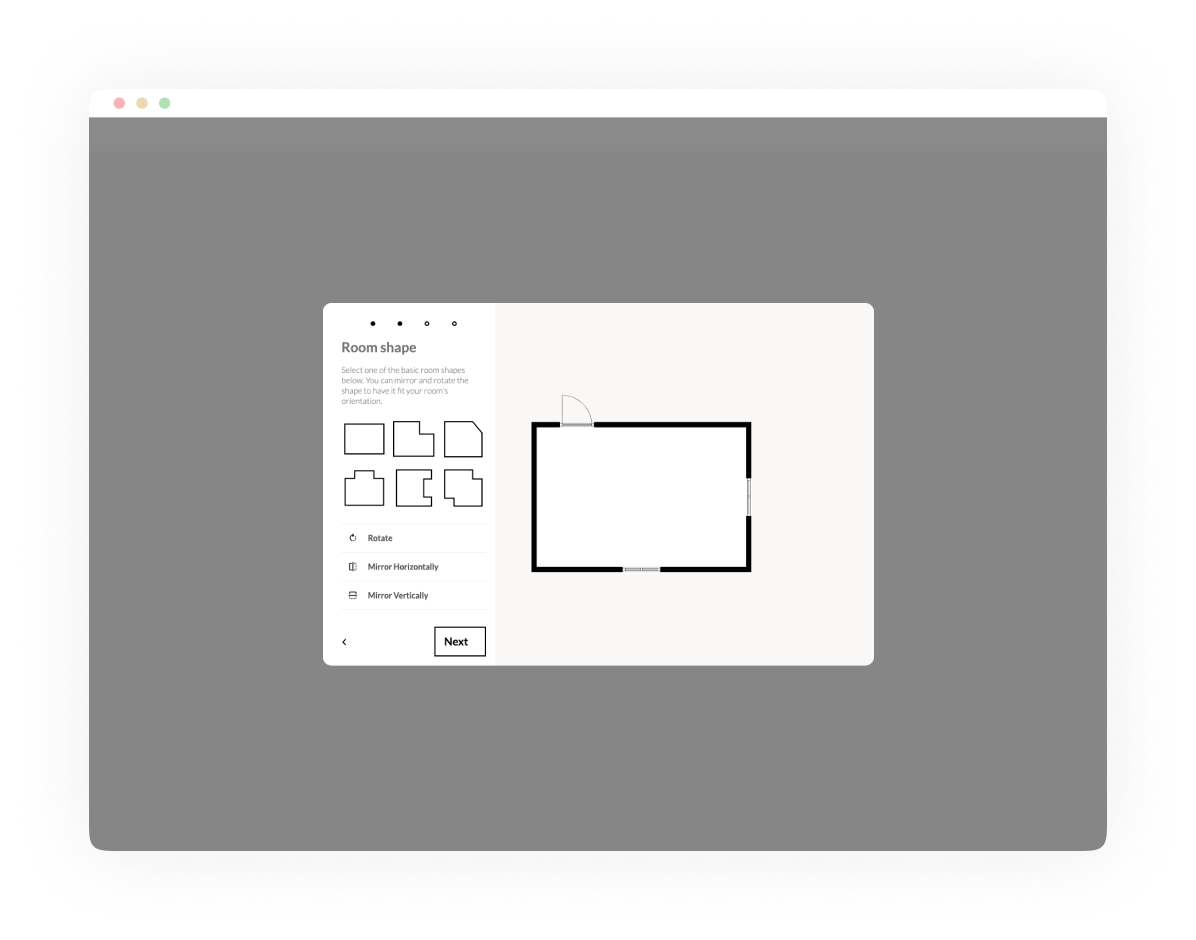 Room shape
Select one of the basic room shapes
below. You can mirror and rotate the
shape to have it fit your room's
orientation.
Rotate
Mirror Horizontally
Mirror Vertically
Next